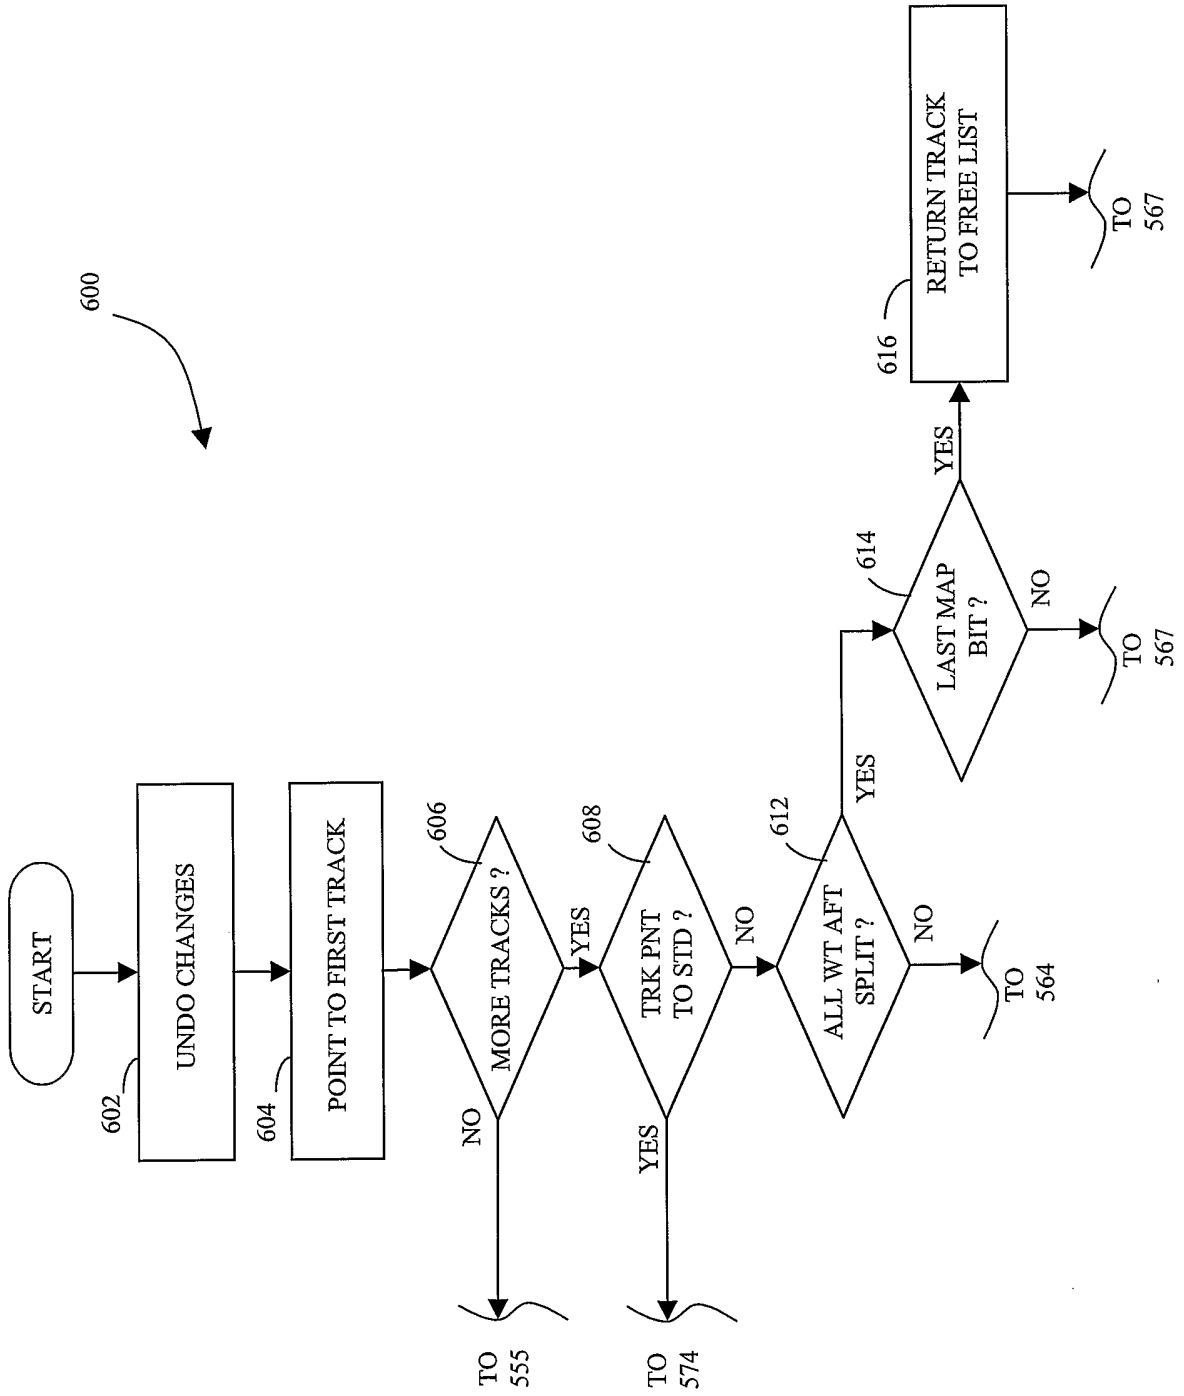 600
START
602
UNDO CHANGES
604
POINT TO FIRST TRACK
606
MORE TRACKS ?
NO
TO
555
YES
608
TRK PNT
TO STD ?
YES
TO
574
NO
612
ALL WT AFT
SPLIT ?
NO
TO
564
YES
614
LAST MAP
BIT ?
NO
TO
567
YES
616
RETURN TRACK
TO FREE LIST
TO
567